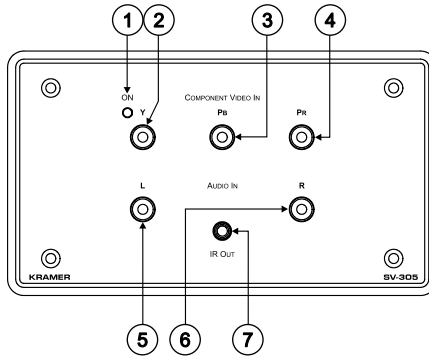 1 2 3 4
ON
COMPONENT VIDEO IN
Y PB PR
L AUDIO IN R
IR OUT
KRAMER SV-305
5 6 7